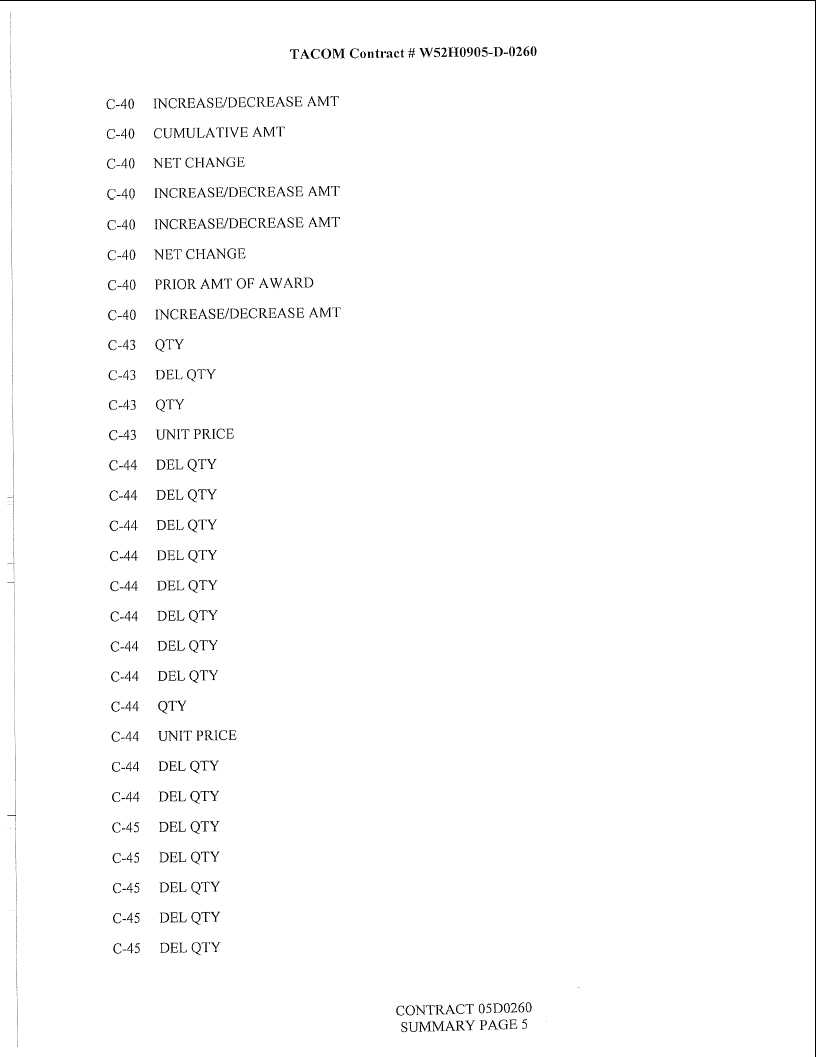 TACOM Contract # W52H0905-D-0260
C-40 INCREASE/DECREASE AMT
C-40 CUMULATIVE AMT
C-40 NET CHANGE
C-40 INCREASE/DECREASE AMT
C-40 INCREASE/DECREASE AMT
C-40 NET CHANGE
C-40 PRIOR AMT OF AWARD
C-40 INCREASE/DECREASE AMT
C-43 QTY
C-43 DEL QTY
C-43 QTY
C-43 UNIT PRICE
C-44 DEL QTY
C-44 DEL QTY
C-44 DEL QTY
C-44 DEL QTY
C-44 DEL QTY
C-44 DEL QTY
C-44 DEL QTY
C-44 DEL QTY
C-44 QTY
C-44 UNIT PRICE
C-44 DEL QTY
C-44 DEL QTY
C-45 DEL QTY
C-45 DEL QTY
C-45 DEL QTY
C-45 DEL QTY
C-45 DEL QTY
CONTRACT 05D0260
SUMMARY PAGE 5